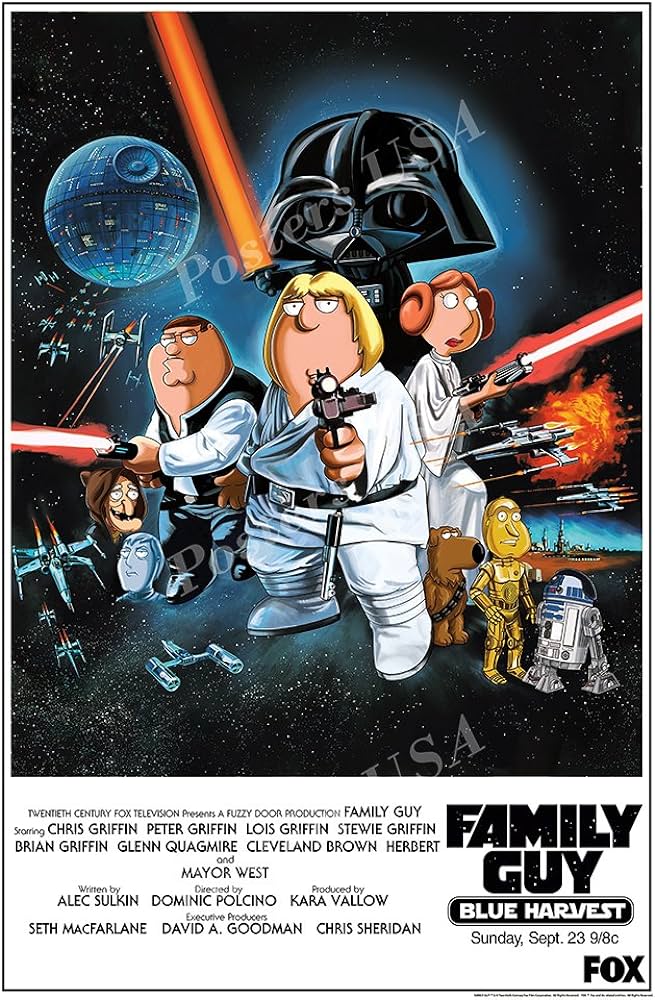 Posters USA
Posters USA
Posters USA
TWENTIETH CENTURY FOX TELEVISION Presents A FUZZY DOOR PRODUCTION FAMILY GUY
Starring CHRIS GRIFFIN PETER GRIFFIN LOIS GRIFFIN STEWIE GRIFFIN
BRIAN GRIFFIN GLENN QUAGMIRE CLEVELAND BROWN HERBERT
and
MAYOR WEST
Written by Directed by Produced by
ALEC SULKIN DOMINIC POLCINO KARA VALLOW
Executive Producers
SETH MACFARLANE DAVID A. GOODMAN CHRIS SHERIDAN
FAMILY
GUY
BLUE HARVEST
Sunday, Sept. 23 9/8c
FOX